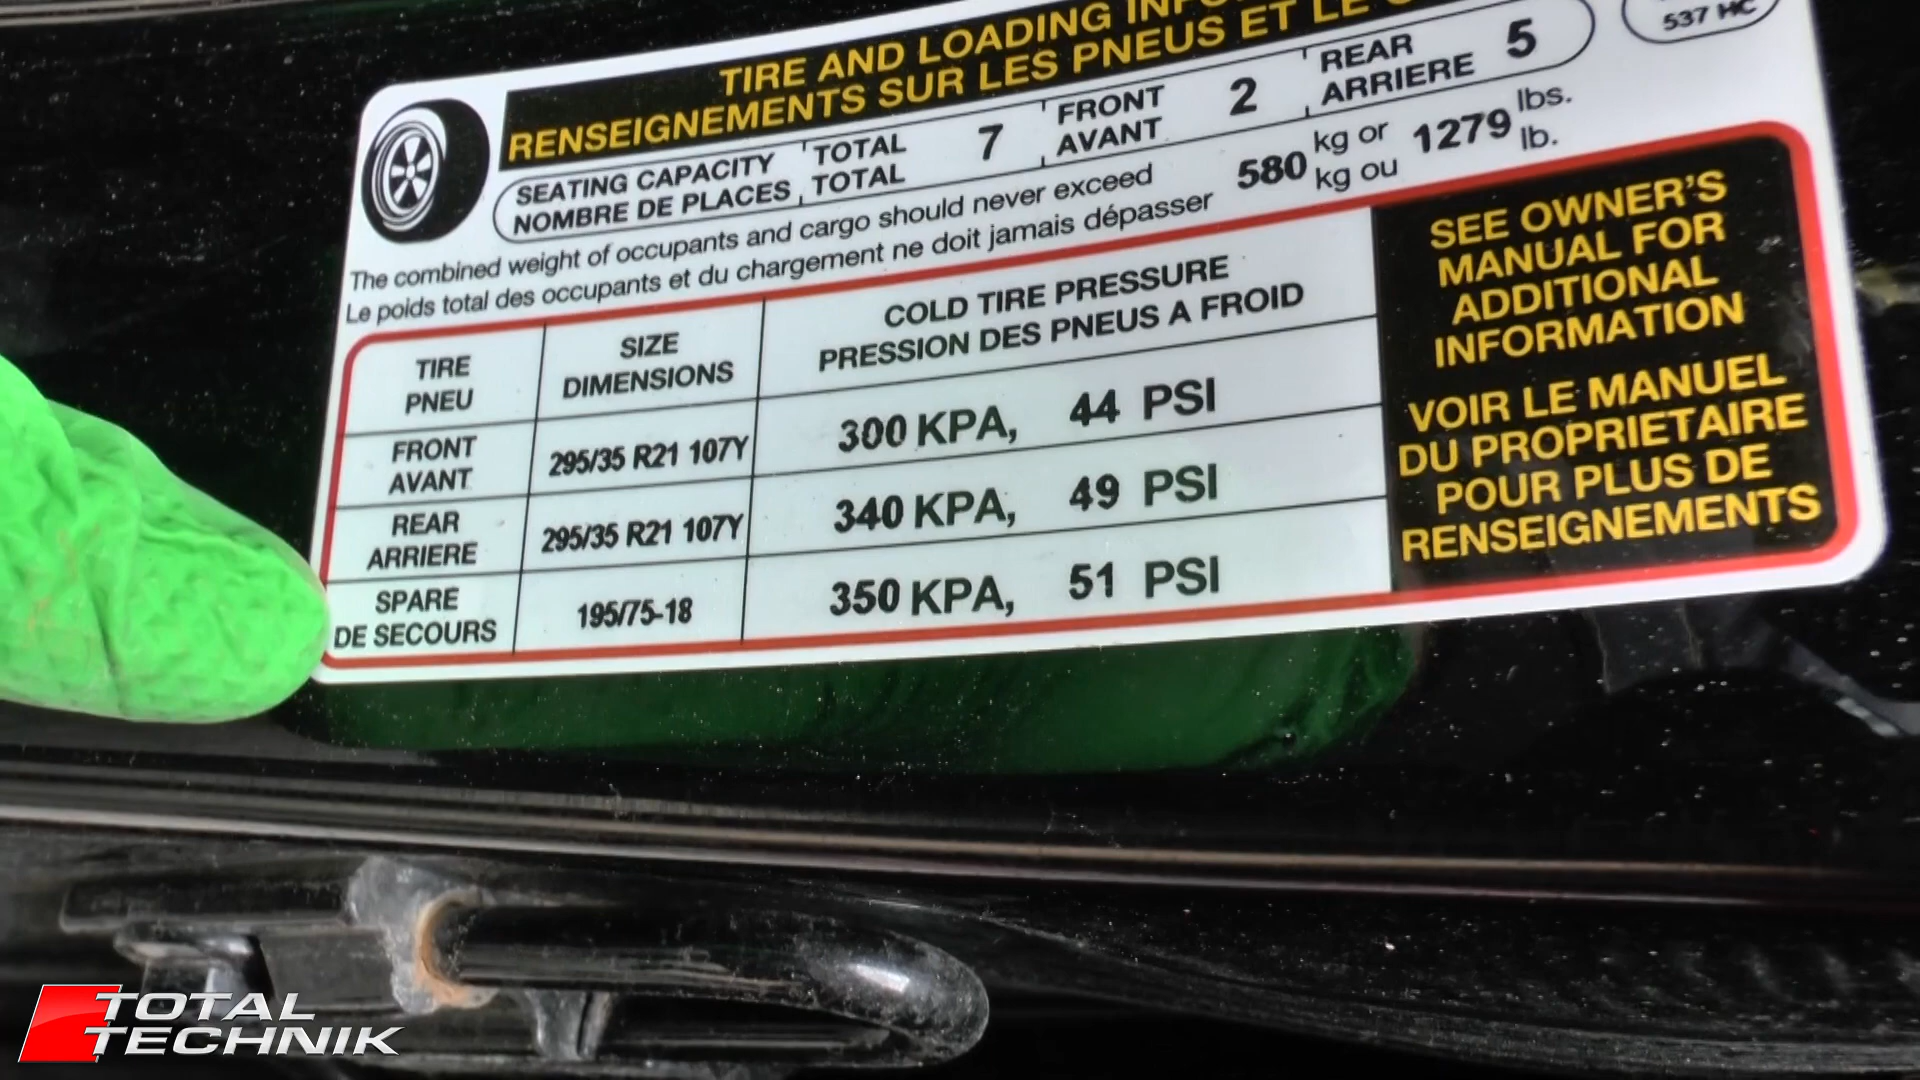 TIRE AND LOADING
RENSEIGNEMENTS SUR LES PNEUS ET LE
537 HC
SEATING CAPACITY TOTAL 7 FRONT 2 REAR 5
NOMBRE DE PLACES TOTAL AVANT ARRIERE
The combined weight of occupants and cargo should never exceed 580 kg or 1279 lbs.
Le poids total des occupants et du chargement ne doit jamais dépasser kg ou lb.
TIRE
PNEU
SIZE
DIMENSIONS
COLD TIRE PRESSURE
PRESSION DES PNEUS A FROID
FRONT
AVANT
295/35 R21 107Y
300 KPA, 44 PSI
REAR
ARRIERE
295/35 R21 107Y
340 KPA, 49 PSI
SPARE
DE SECOURS
195/75-18
350 KPA, 51 PSI
SEE OWNER'S
MANUAL FOR
ADDITIONAL
INFORMATION
VOIR LE MANUEL
DU PROPRIETAIRE
POUR PLUS DE
RENSEIGNEMENTS
TOTAL
TECHNIK